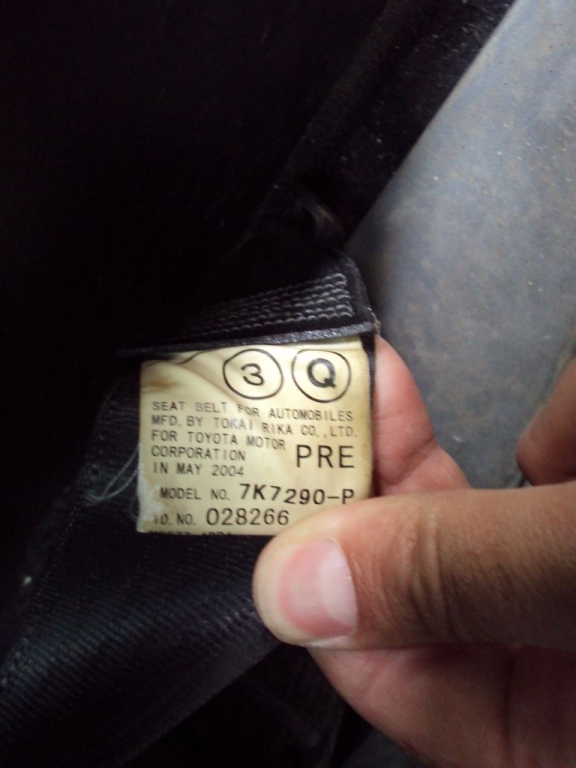 3 Q
SEAT BELT FOR AUTOMOBILES
MFD. BY TOKAI RIKA CO., LTD.
FOR TOYOTA MOTOR
CORPORATION PRE
IN MAY 2004
MODEL NO. 7K7290-P
ID. NO. 028266